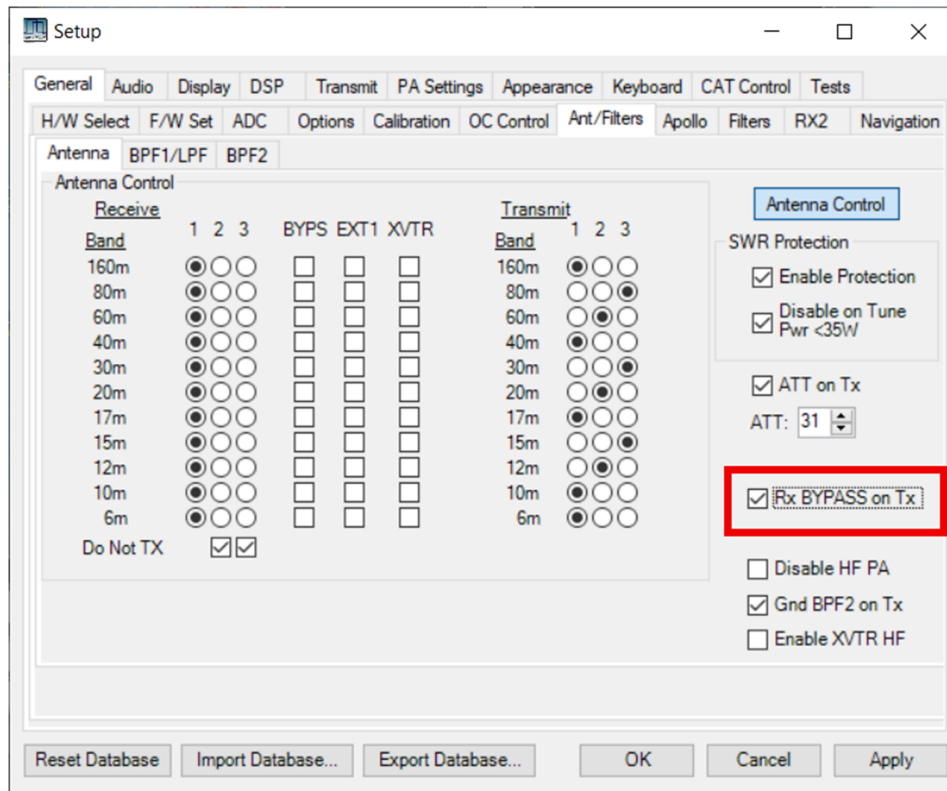 Setup
General Audio Display DSP Transmit PA Settings Appearance Keyboard CAT Control Tests
H/W Select F/W Set ADC Options Calibration OC Control Ant/Filters Apollo Filters RX2 Navigation
Antenna BPF1/LPF BPF2
Antenna Control
Receive
Band 1 2 3 BYPS EXT1 XVTR
160m
80m
60m
40m
30m
20m
17m
15m
12m
10m
6m
Do Not TX
Transmit
Band 1 2 3
160m
80m
60m
40m
30m
20m
17m
15m
12m
10m
6m
Antenna Control
SWR Protection
Enable Protection
Disable on Tune
Pwr <35W
ATT on Tx
ATT: 31
Rx BYPASS on Tx
Disable HF PA
Gnd BPF2 on Tx
Enable XVTR HF
Reset Database Import Database... Export Database... OK Cancel Apply